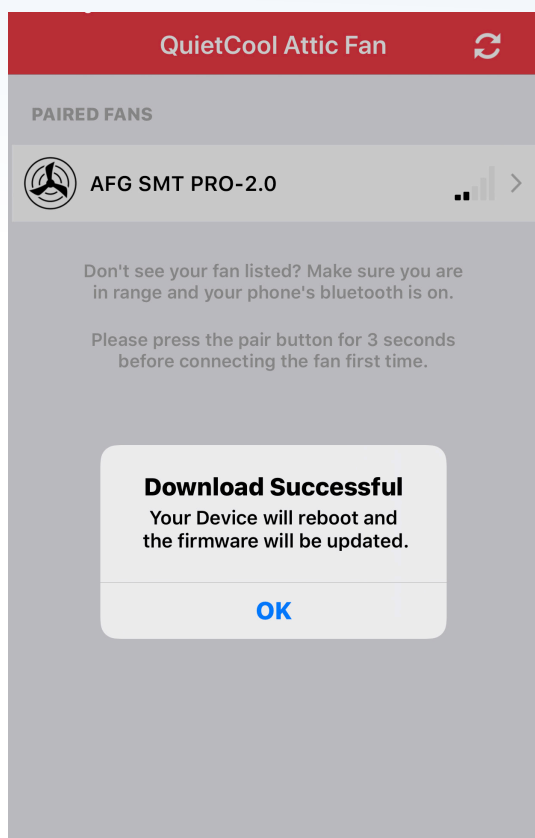 QuietCool Attic Fan
PAIRED FANS
AFG SMT PRO-2.0
Don't see your fan listed? Make sure you are
in range and your phone's bluetooth is on.
Please press the pair button for 3 seconds
before connecting the fan first time.
Download Successful
Your Device will reboot and
the firmware will be updated.
OK